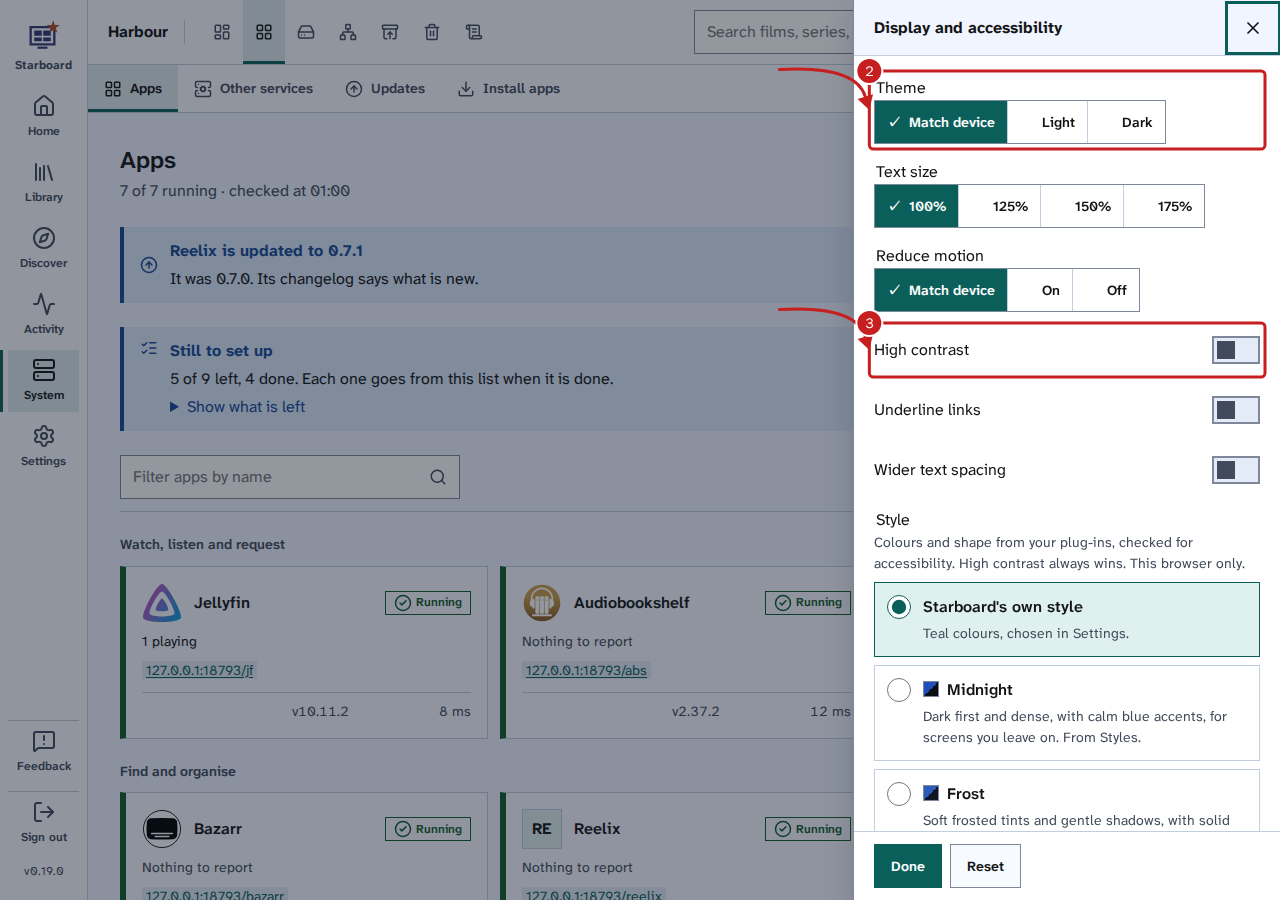 Starboard
Home
Library
Discover
Activity
System
Settings
Feedback
Sign out
v0.19.0
Harbour
Search films, series,
Apps
Other services
Updates
Install apps
Apps
7 of 7 running · checked at 01:00
Reelix is updated to 0.7.1
It was 0.7.0. Its changelog says what is new.
Still to set up
5 of 9 left, 4 done. Each one goes from this list when it is done.
Show what is left
Filter apps by name
Watch, listen and request
Jellyfin
Running
1 playing
127.0.0.1:18793/jf
v10.11.2
8 ms
Audiobookshelf
Running
Nothing to report
127.0.0.1:18793/abs
v2.37.2
12 ms
Find and organise
Bazarr
Running
Nothing to report
127.0.0.1:18793/bazarr
RE
Reelix
Running
Nothing to report
127.0.0.1:18793/reelix
Display and accessibility
2
Theme
✓ Match device
Light
Dark
Text size
✓ 100%
125%
150%
175%
Reduce motion
✓ Match device
On
Off
3
High contrast
Underline links
Wider text spacing
Style
Colours and shape from your plug-ins, checked for
accessibility. High contrast always wins. This browser only.
Starboard's own style
Teal colours, chosen in Settings.
Midnight
Dark first and dense, with calm blue accents, for
screens you leave on. From Styles.
Frost
Soft frosted tints and gentle shadows, with solid
Done
Reset